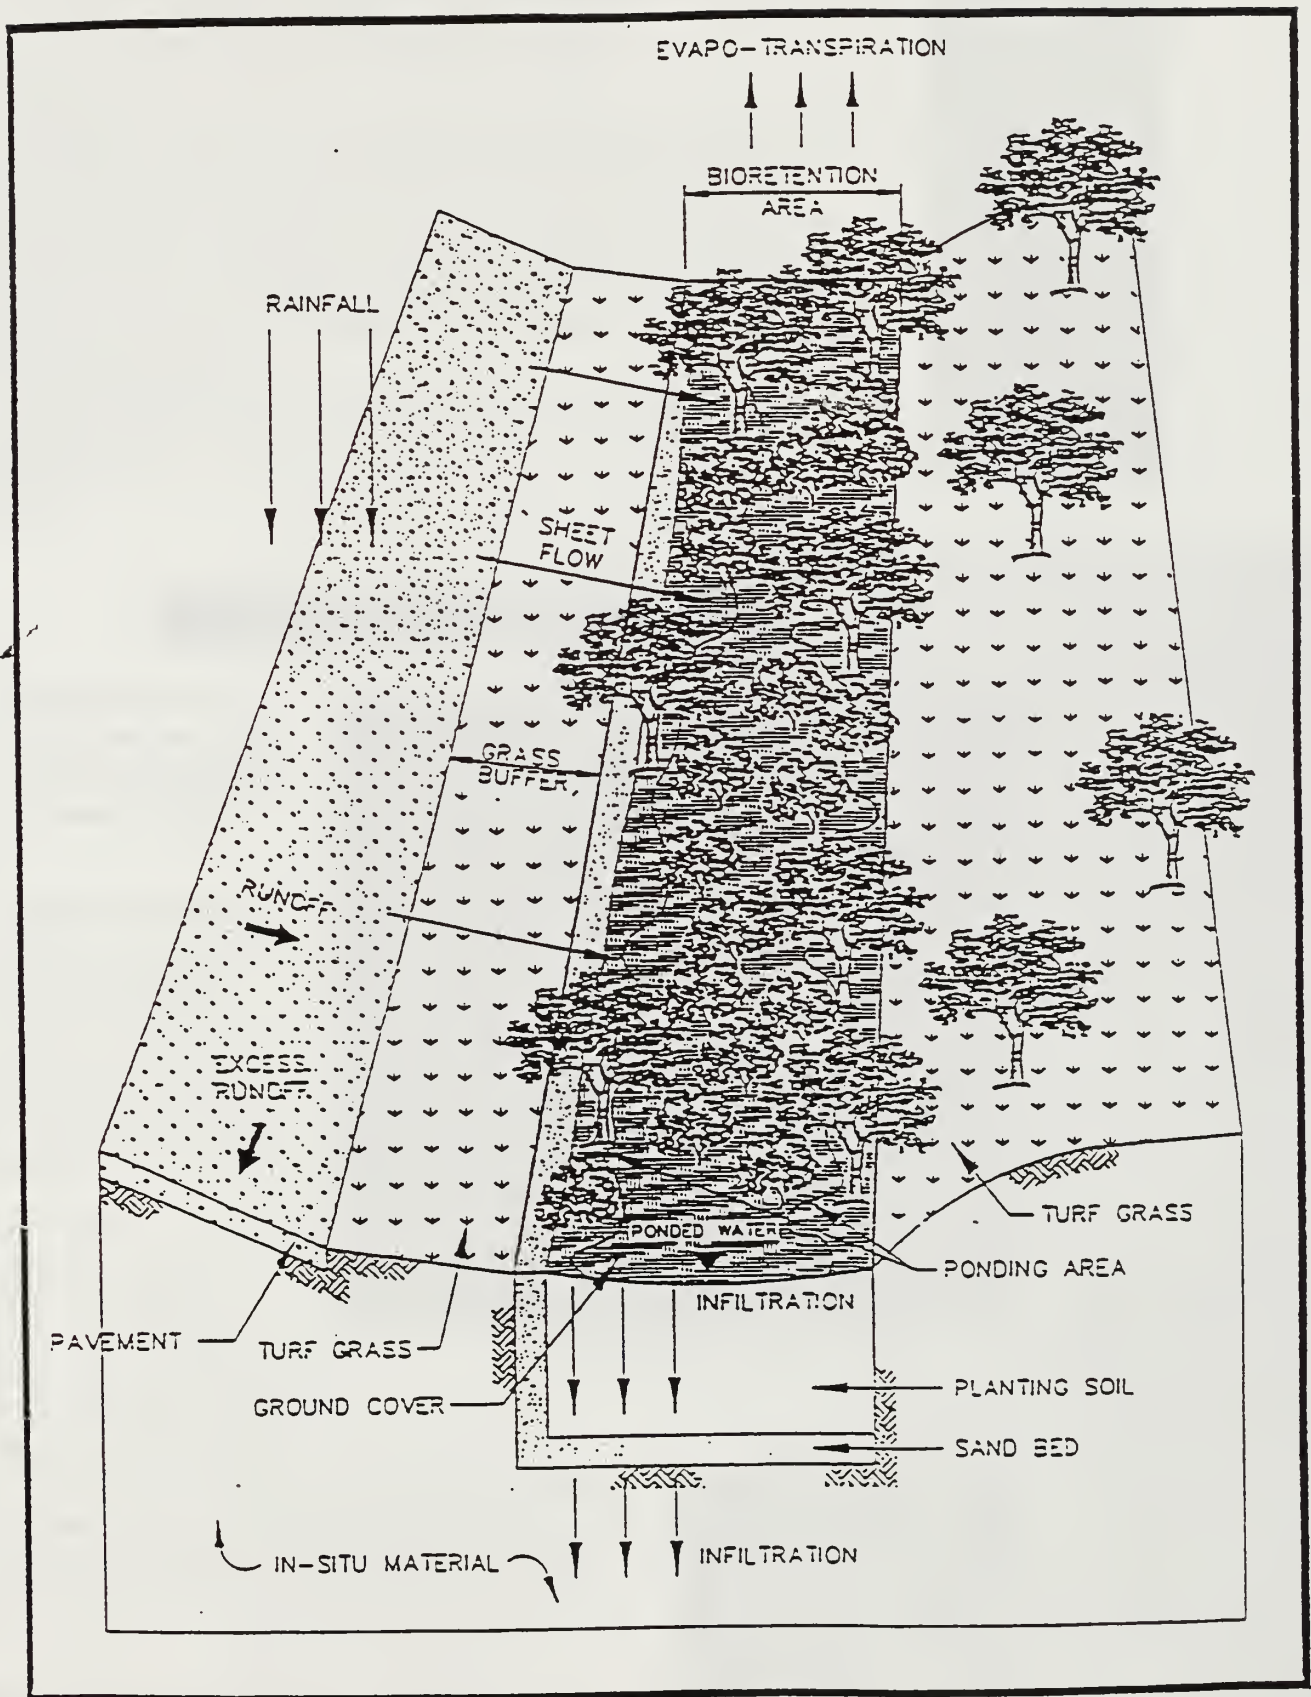 EVAPO-TRANSPIRATION
BIORETENTION
AREA
RAINFALL
SHEET
FLOW
GRASS
BUFFER
RUNOFF
EXCESS
RUNOFF
TURF GRASS
PONDED WATER
PONDING AREA
INFILTRATION
PAVEMENT
TURF GRASS
GROUND COVER
PLANTING SOIL
SAND BED
IN-SITU MATERIAL
INFILTRATION